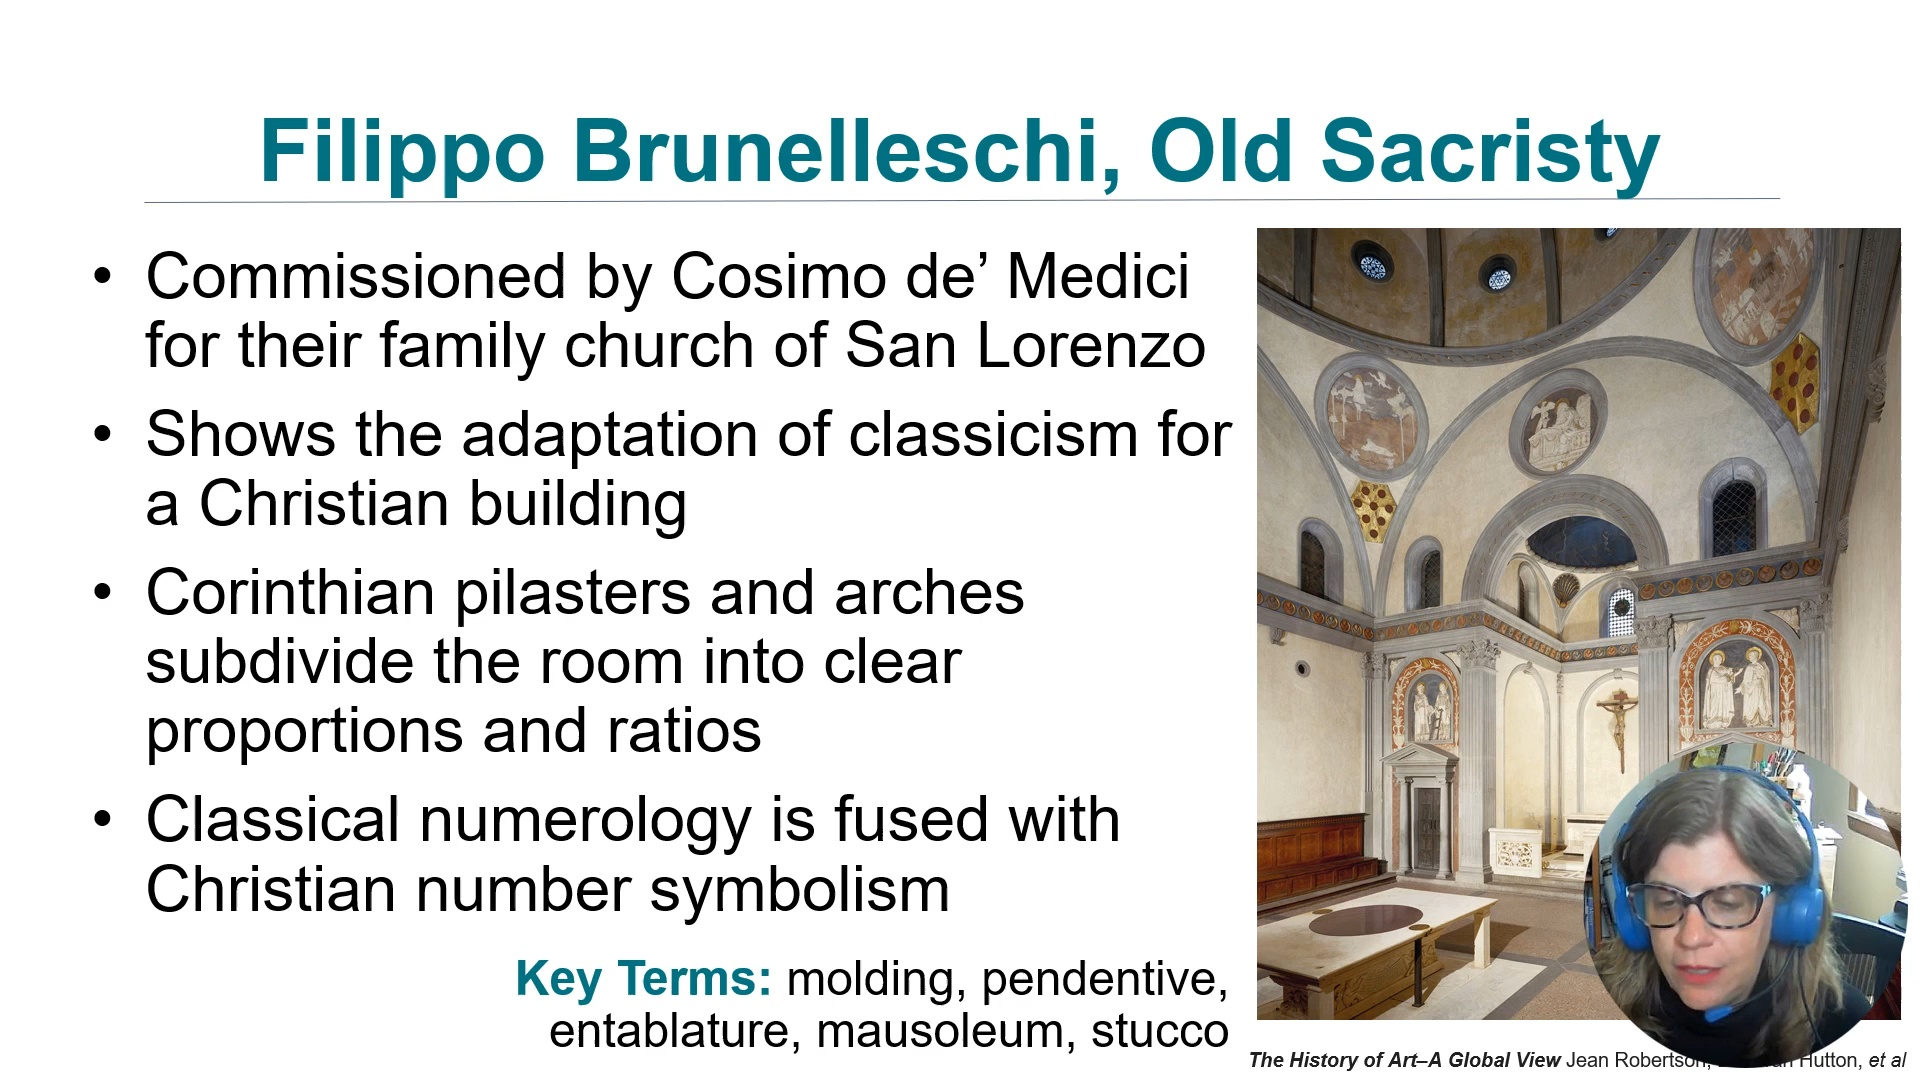 Filippo Brunelleschi, Old Sacristy
• Commissioned by Cosimo de’ Medici
for their family church of San Lorenzo
• Shows the adaptation of classicism for
a Christian building
• Corinthian pilasters and arches
subdivide the room into clear
proportions and ratios
• Classical numerology is fused with
Christian number symbolism
Key Terms: molding, pendentive,
entablature, mausoleum, stucco
The History of Art–A Global View Jean Robertson, Hutton, et al